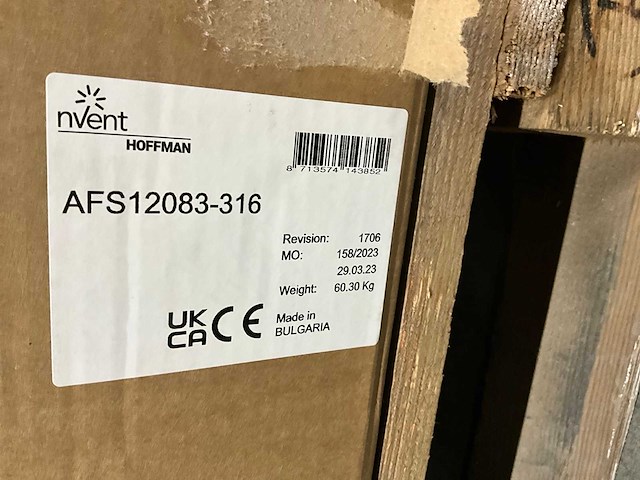 nVent
HOFFMAN
8 713574 143852
AFS12083-316
Revision: 1706
MO: 158/2023
29.03.23
Weight: 60.30 Kg
UK
CA CE
Made in
BULGARIA